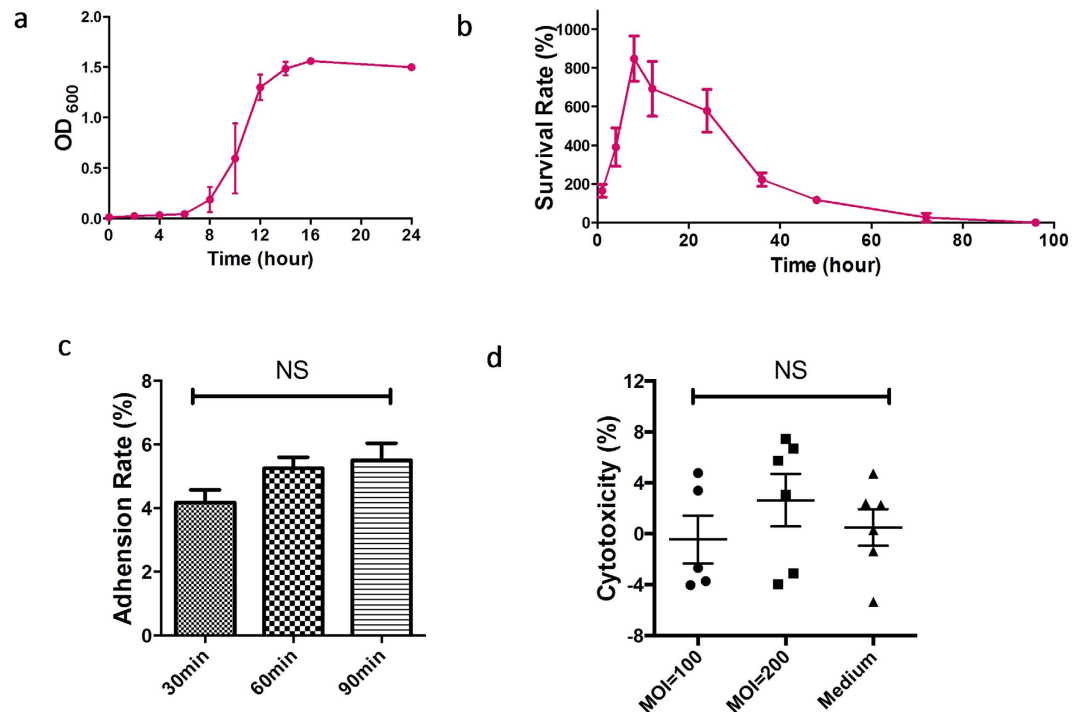 a
2.0
1.5
1.0
0.5
0.0
OD600
0 4 8 12 16 20 24
Time (hour)
b
1000
800
600
400
200
0
Survival Rate (%)
0 20 40 60 80 100
Time (hour)
c
NS
8
6
4
2
0
Adhension Rate (%)
30min 60min 90min
d
NS
12
8
4
0
-4
-8
Cytotoxicity (%)
MOI=100 MOI=200 Medium